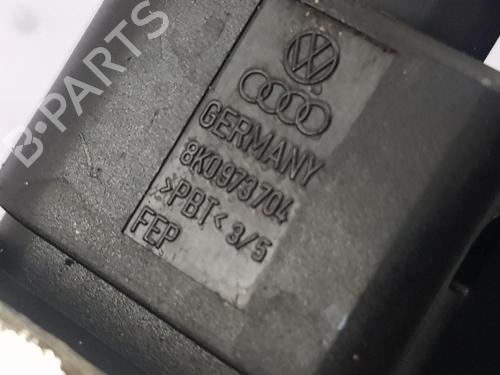 B-PARTS
GERMANY
8K0973704
>PBT< 3/5
FEP